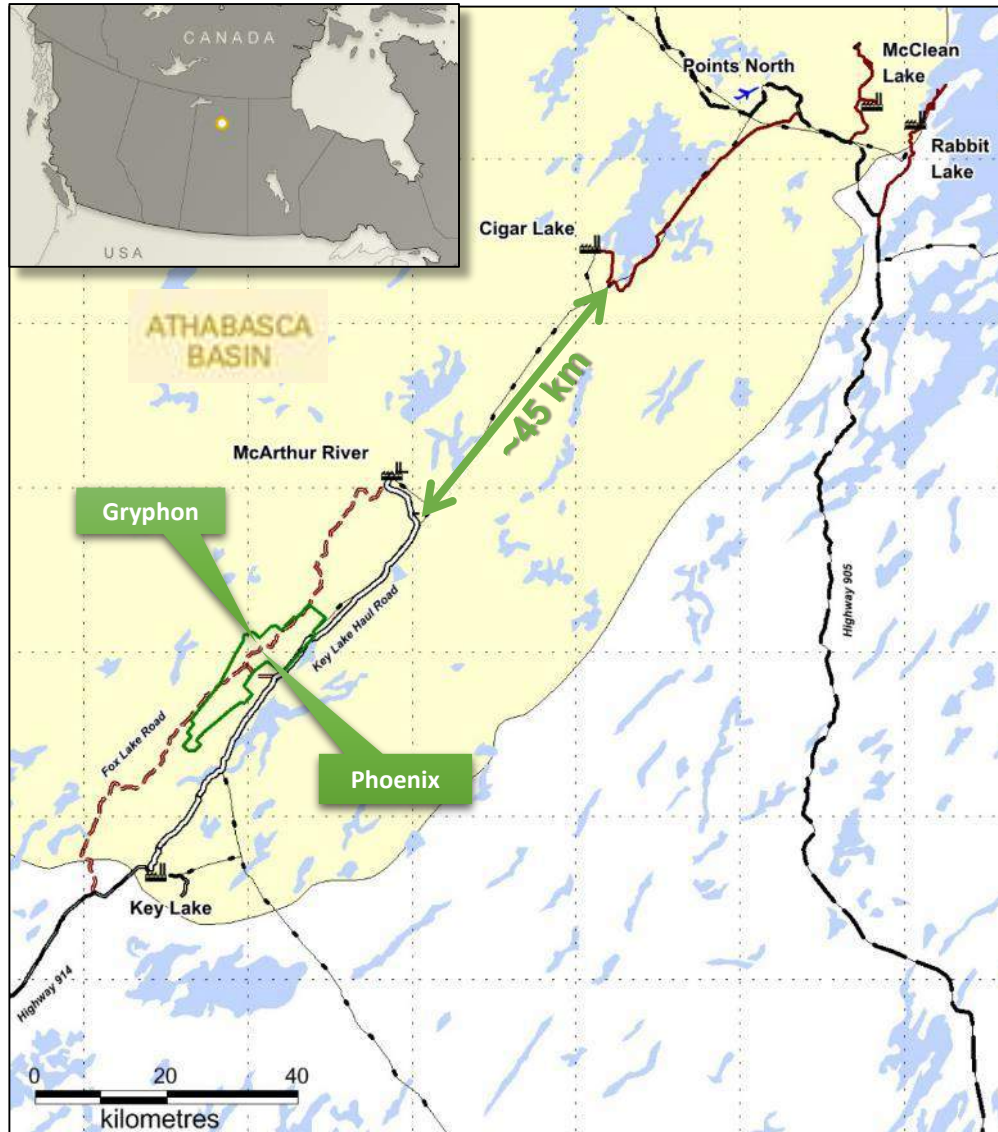 CANADA
USA
Points North
McClean
Lake
Rabbit
Lake
Cigar Lake
ATHABASCA
BASIN
~45 km
McArthur River
Gryphon
Key Lake Haul Road
Highway 905
Fox Lake Road
Phoenix
Key Lake
Highway 914
0 20 40
kilometres